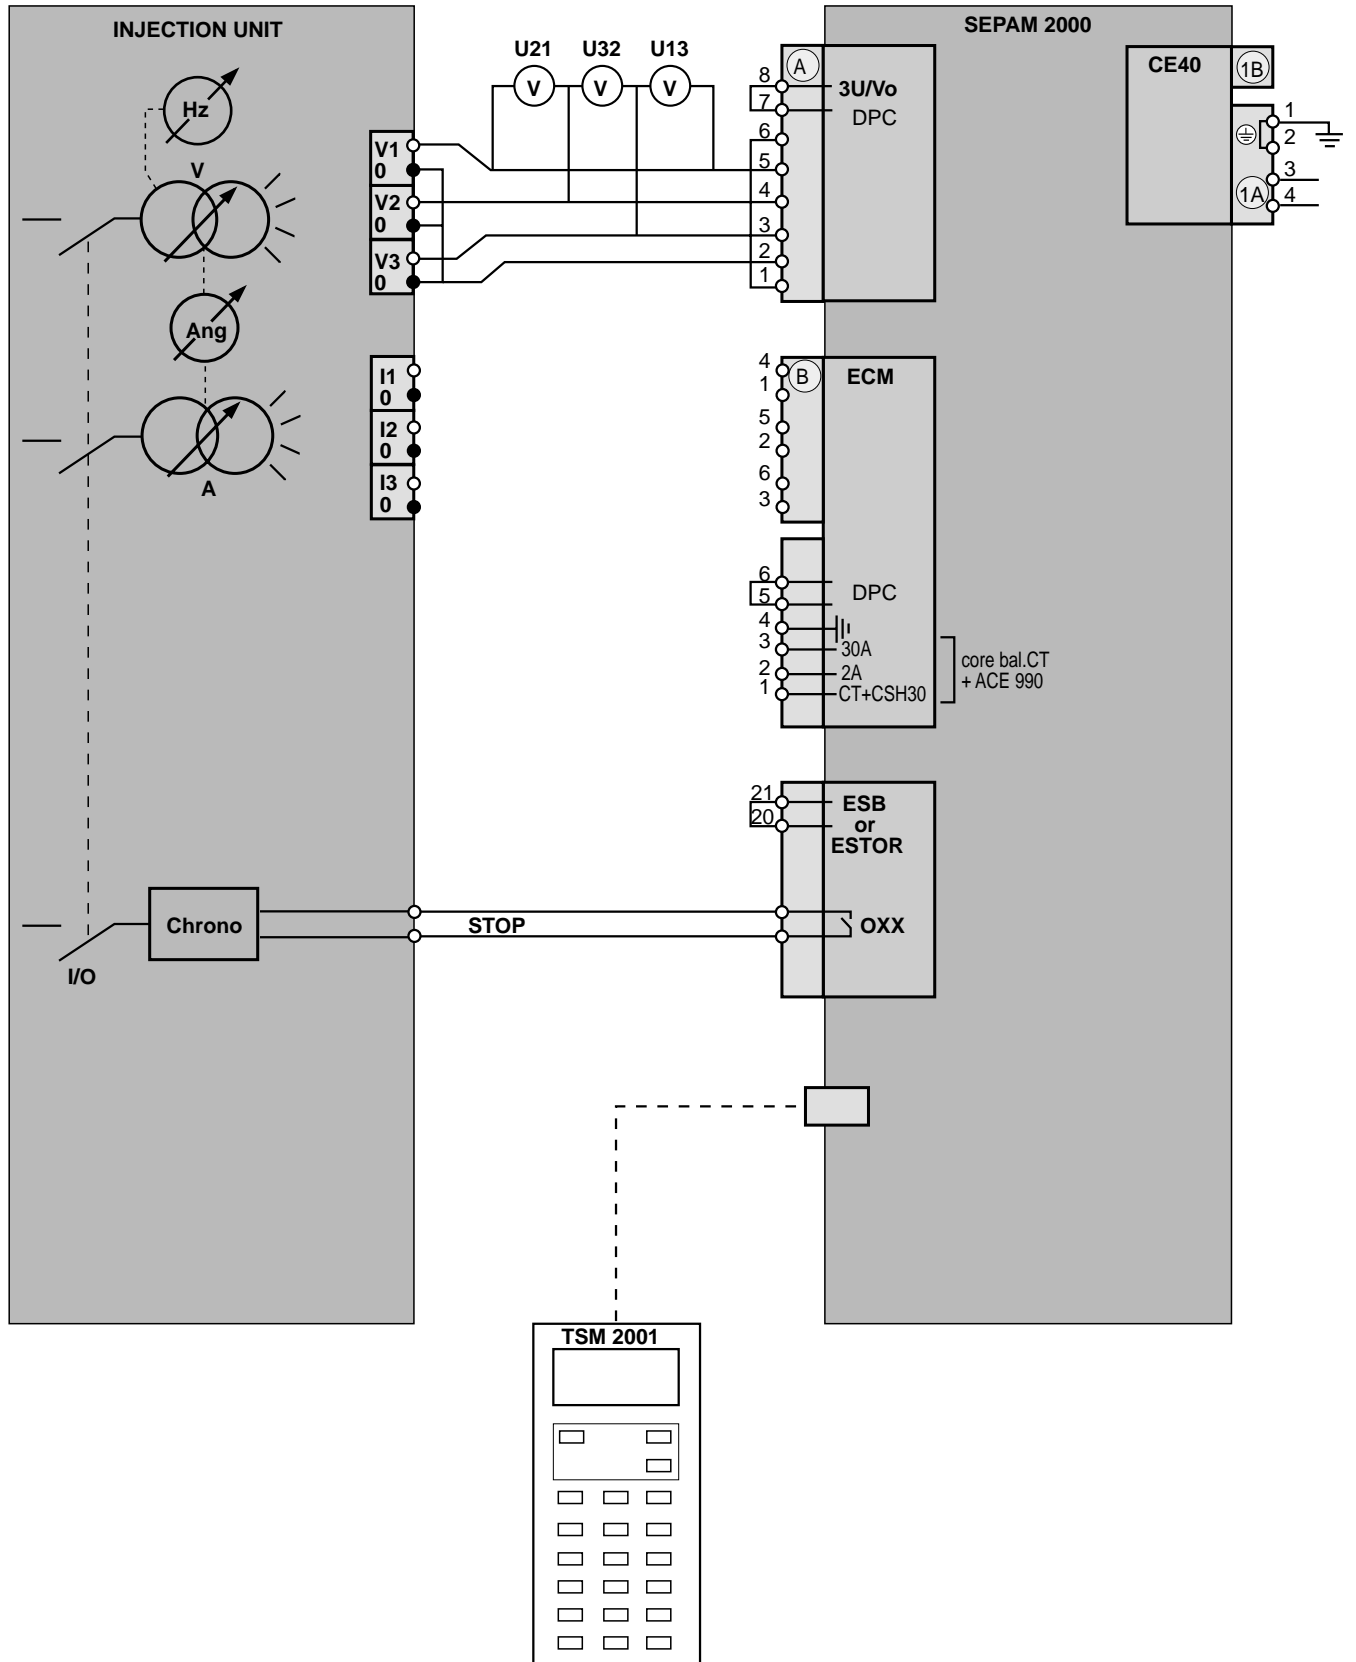 INJECTION UNIT
SEPAM 2000
Hz
V
Ang
A
V1
0
V2
0
V3
0
I1
0
I2
0
I3
0
U21
U32
U13
V
V
V
8
7
6
5
4
3
2
1
A
3U/Vo
DPC
CE40
1B
1A
1
2
3
4
4
1
5
2
6
3
B
ECM
6
5
4
3
2
1
DPC
30A
2A
CT+CSH30
core bal.CT
+ ACE 990
21
20
ESB
or
ESTOR
OXX
Chrono
STOP
I/O
TSM 2001